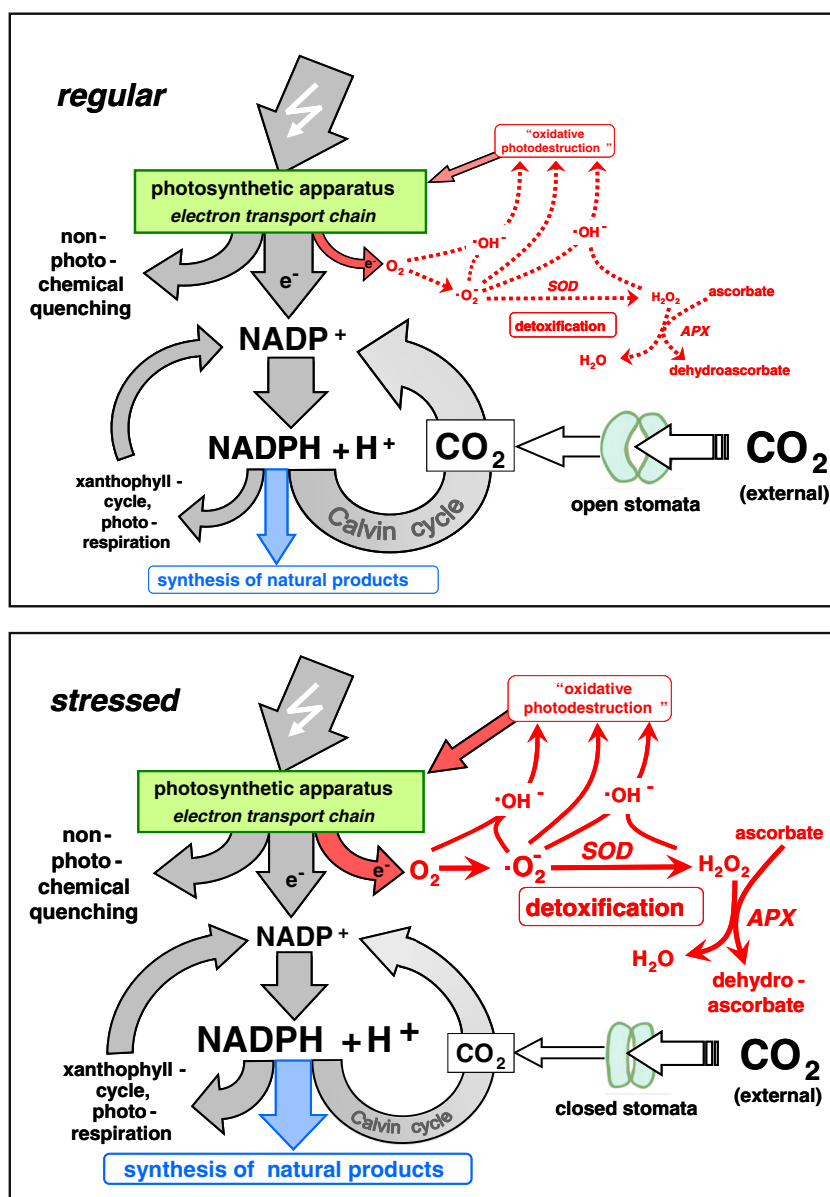 regular
“oxidative
photodestruction ”
photosynthetic apparatus
electron transport chain
non-
photo-
chemical
quenching
e-
e-
O2
·OH-
·OH-
·O2-
SOD
H2O2
ascorbate
detoxification
APX
H2O
dehydroascorbate
NADP +
NADPH + H+
CO2
CO2
(external)
open stomata
xanthophyll -
cycle,
photo-
respiration
Calvin cycle
synthesis of natural products
stressed
“oxidative
photodestruction ”
photosynthetic apparatus
electron transport chain
non-
photo-
chemical
quenching
e-
e-
O2
·OH-
·OH-
·O2-
SOD
H2O2
ascorbate
detoxification
APX
H2O
dehydro-
ascorbate
NADP +
NADPH + H+
CO2
CO2
(external)
closed stomata
xanthophyll -
cycle,
photo-
respiration
Calvin cycle
synthesis of natural products